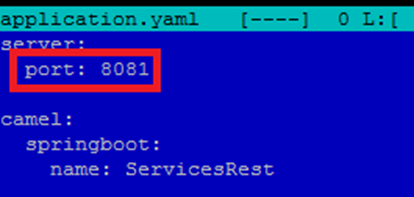 application.yaml   [----]  0 L:[
server:
  port: 8081
camel:
  springboot:
    name: ServicesRest